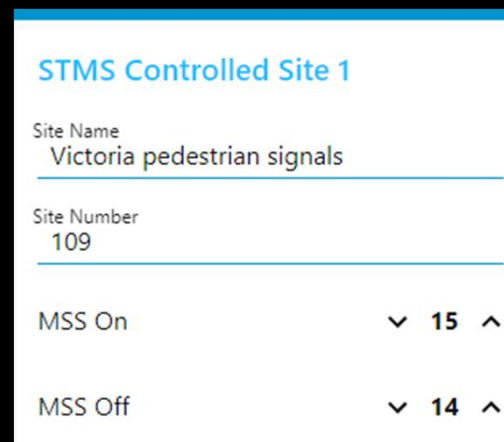 STMS Controlled Site 1
Site Name
Victoria pedestrian signals
Site Number
109
MSS On 15
MSS Off 14